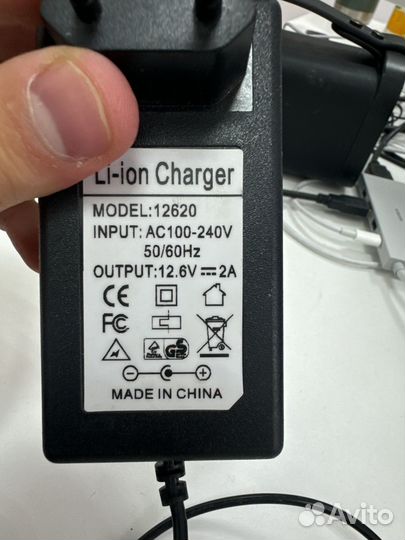 Li-ion Charger
MODEL:12620
INPUT: AC100-240V
50/60Hz
OUTPUT:12.6V⎓2A
CE
FC
GS
MADE IN CHINA
Avito